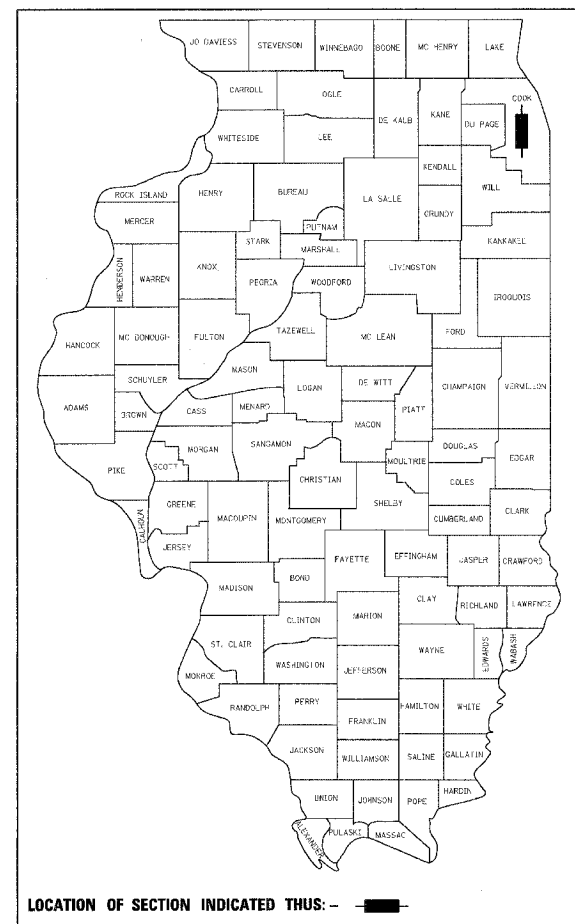 JO DAVIESS STEVENSON WINNEBAGO BOONE MC HENRY LAKE
CARROLL OGLE KANE COOK
DE KALB DU PAGE
WHITESIDE LEE
KENDALL WILL
ROCK ISLAND HENRY BUREAU LA SALLE GRUNDY
MERCER PUTNAM
STARK MARSHALL KANKAKEE
HENDERSON WARREN KNOX PEORIA WOODFORD LIVINGSTON
IROQUOIS
HANCOCK MC DONOUGH FULTON TAZEWELL MC LEAN FORD
MASON
SCHUYLER LOGAN DE WITT CHAMPAIGN VERMILION
ADAMS BROWN CASS MENARD MACON PIATT
MORGAN SANGAMON DOUGLAS EDGAR
PIKE SCOTT CHRISTIAN MOULTRIE COLES
SHELBY
CALHOUN GREENE MACOUPIN MONTGOMERY CUMBERLAND CLARK
JERSEY FAYETTE EFFINGHAM JASPER CRAWFORD
MADISON BOND CLAY
CLINTON MARION RICHLAND LAWRENCE
ST. CLAIR WAYNE EDWARDS WABASH
WASHINGTON JEFFERSON
MONROE
RANDOLPH PERRY HAMILTON WHITE
FRANKLIN
JACKSON WILLIAMSON SALINE GALLATIN
UNION JOHNSON POPE HARDIN
ALEXANDER PULASKI MASSAC
LOCATION OF SECTION INDICATED THUS: -